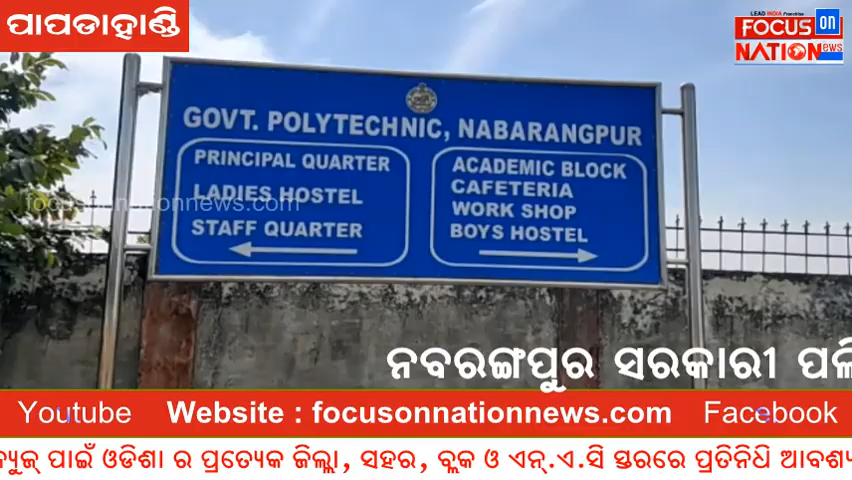 ପାପଡାହାଣ୍ଡି
LEAD INDIA Franchise
FOCUS on
NATION News
GOVT. POLYTECHNIC, NABARANGPUR
PRINCIPAL QUARTER
LADIES HOSTEL
STAFF QUARTER
ACADEMIC BLOCK
CAFETERIA
WORK SHOP
BOYS HOSTEL
focusonnationnews.com
ନବରଙ୍ଗପୁର ସରକାରୀ
Youtube Website : focusonnationnews.com Facebook
ପାଇଁ ଓଡିଶା ର ପ୍ରତ୍ୟେକ ଜିଲ୍ଲା, ସହର, ବ୍ଲକ ଓ ଏନ୍.ଏ.ସି ସ୍ତରରେ ପ୍ରତିନିଧି